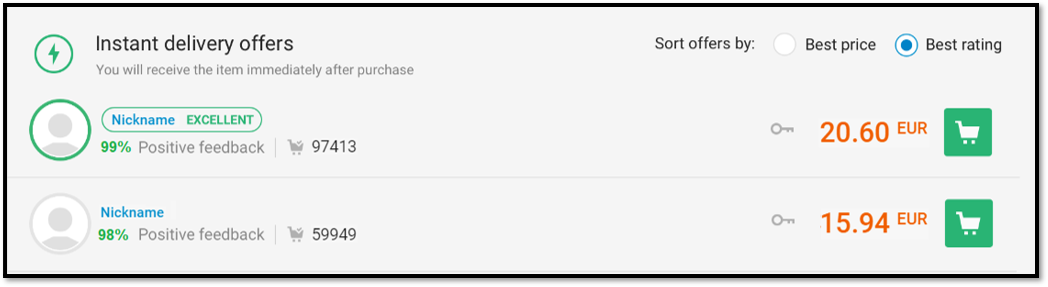 Instant delivery offers
You will receive the item immediately after purchase
Sort offers by: Best price Best rating
Nickname EXCELLENT
99% Positive feedback 97413
20.60 EUR
Nickname
98% Positive feedback 59949
15.94 EUR